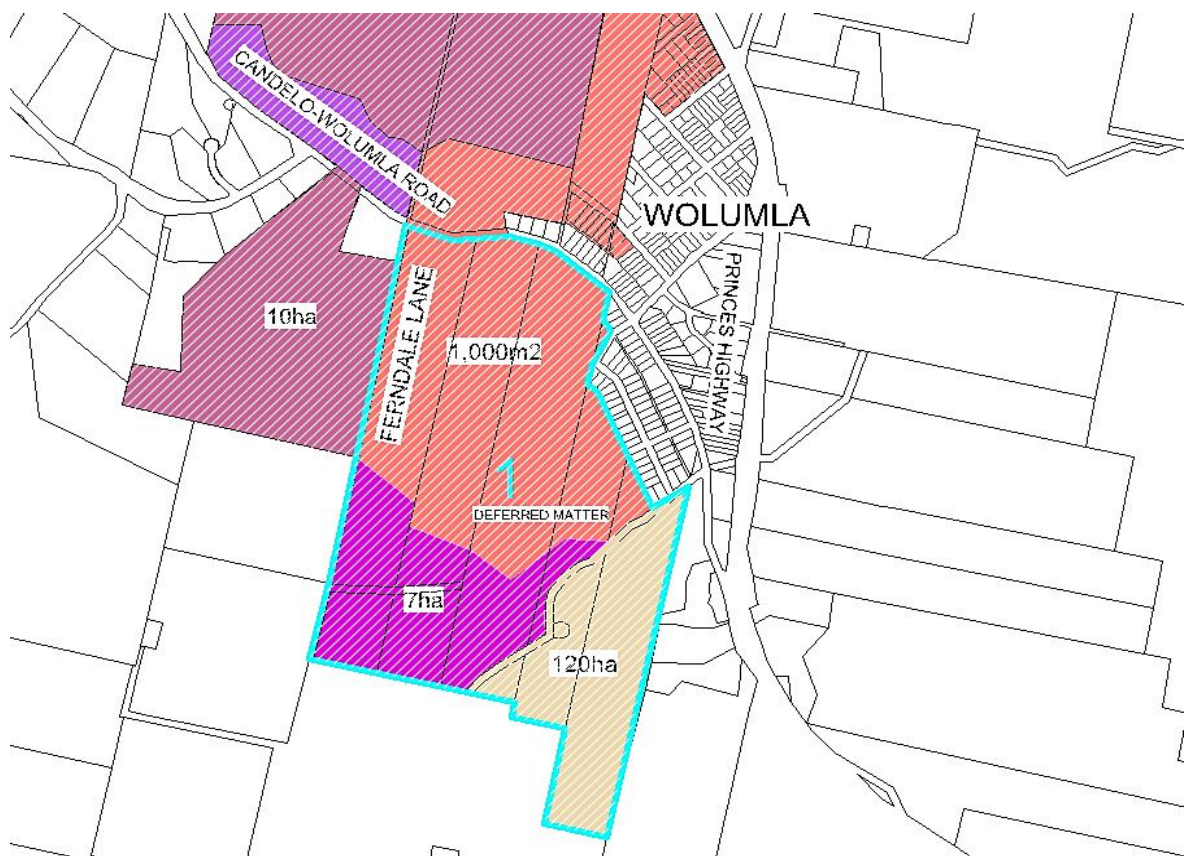 CANDELO-WOLUMLA ROAD
WOLUMLA
10ha
FERNDALE LANE
1,000m2
PRINCES HIGHWAY
1
DEFERRED MATTER
7ha
120ha